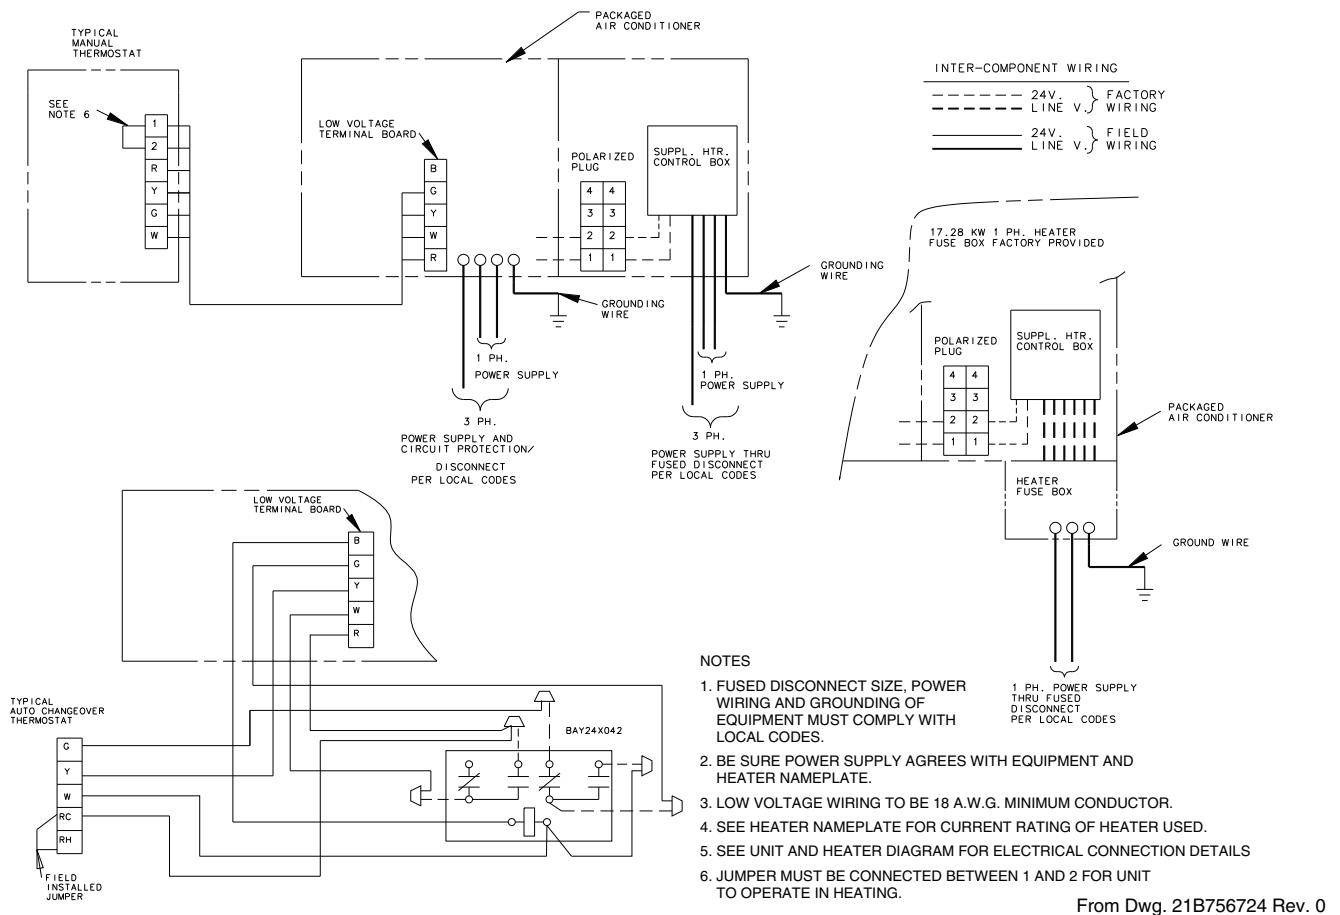 TYPICAL
MANUAL
THERMOSTAT
SEE
NOTE 6
1
2
R
Y
G
W
PACKAGED
AIR CONDITIONER
LOW VOLTAGE
TERMINAL BOARD
B
G
Y
W
R
POLARIZED
PLUG
4 4
3 3
2 2
1 1
SUPPL. HTR.
CONTROL BOX
GROUNDING
WIRE
1 PH.
POWER SUPPLY
3 PH.
POWER SUPPLY AND
CIRCUIT PROTECTION/
DISCONNECT
PER LOCAL CODES
GROUNDING
WIRE
1 PH.
POWER SUPPLY
3 PH.
POWER SUPPLY THRU
FUSED DISCONNECT
PER LOCAL CODES
INTER-COMPONENT WIRING
24V. } FACTORY
LINE V. } WIRING
24V. } FIELD
LINE V. } WIRING
17.28 KW 1 PH. HEATER
FUSE BOX FACTORY PROVIDED
POLARIZED
PLUG
4 4
3 3
2 2
1 1
SUPPL. HTR.
CONTROL BOX
PACKAGED
AIR CONDITIONER
HEATER
FUSE BOX
GROUND WIRE
1 PH. POWER SUPPLY
THRU FUSED
DISCONNECT
PER LOCAL CODES
LOW VOLTAGE
TERMINAL BOARD
B
G
Y
W
R
TYPICAL
AUTO CHANGEOVER
THERMOSTAT
G
Y
W
RC
RH
FIELD
INSTALLED
JUMPER
BAY24X042
NOTES
1. FUSED DISCONNECT SIZE, POWER
WIRING AND GROUNDING OF
EQUIPMENT MUST COMPLY WITH
LOCAL CODES.
2. BE SURE POWER SUPPLY AGREES WITH EQUIPMENT AND
HEATER NAMEPLATE.
3. LOW VOLTAGE WIRING TO BE 18 A.W.G. MINIMUM CONDUCTOR.
4. SEE HEATER NAMEPLATE FOR CURRENT RATING OF HEATER USED.
5. SEE UNIT AND HEATER DIAGRAM FOR ELECTRICAL CONNECTION DETAILS
6. JUMPER MUST BE CONNECTED BETWEEN 1 AND 2 FOR UNIT
TO OPERATE IN HEATING.
From Dwg. 21B756724 Rev. 0